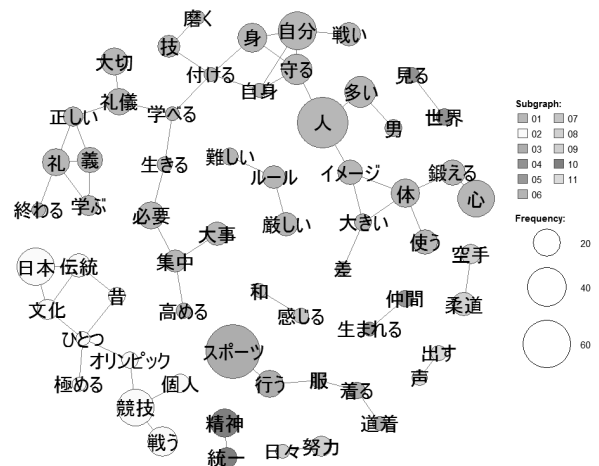 磨く
技
身
自分
戦い
大切
付ける
守る
自身
見る
多い
世界
礼儀
正しい
学べる
人
男
礼
義
生きる
難しい
ルール
イメージ
鍛える
体
心
終わる
学ぶ
必要
厳しい
大きい
使う
大事
集中
空手
差
日本
伝統
昔
文化
高める
和
感じる
仲間
生まれる
柔道
ひとつ
オリンピック
極める
個人
競技
戦う
スポーツ
行う
服
着る
道着
出す
声
精神
統一
日々
努力
Subgraph:
01 07
02 08
03 09
04 10
05 11
06
Frequency:
20
40
60